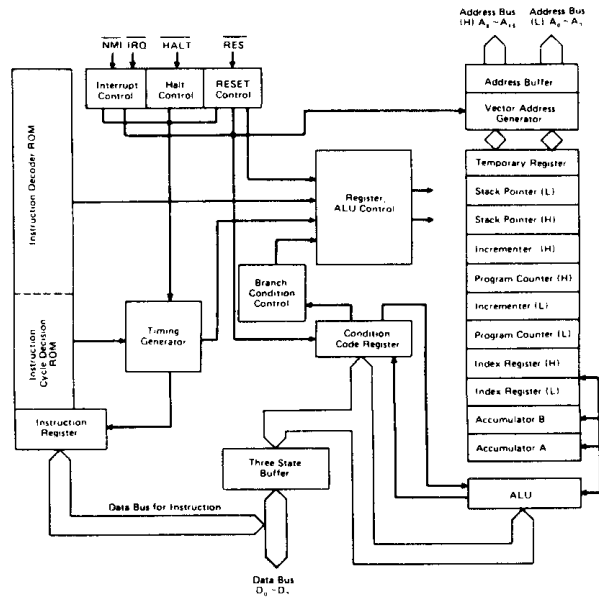 Address Bus
(H) A₈ ~ A₁₅
Address Bus
(L) A₀ ~ A₇
NMI IRQ HALT RES
Interrupt
Control
Halt
Control
RESET
Control
Address Buffer
Vector Address
Generator
Instruction Decoder ROM
Register,
ALU Control
Temporary Register
Stack Pointer (L)
Stack Pointer (H)
Incrementer (H)
Program Counter (H)
Incrementer (L)
Program Counter (L)
Index Register (H)
Index Register (L)
Accumulator B
Accumulator A
Branch
Condition
Control
Instruction
Cycle Decision
ROM
Timing
Generator
Condition
Code Register
Instruction
Register
Three State
Buffer
ALU
Data Bus for Instruction
Data Bus
D₀ ~ D₇